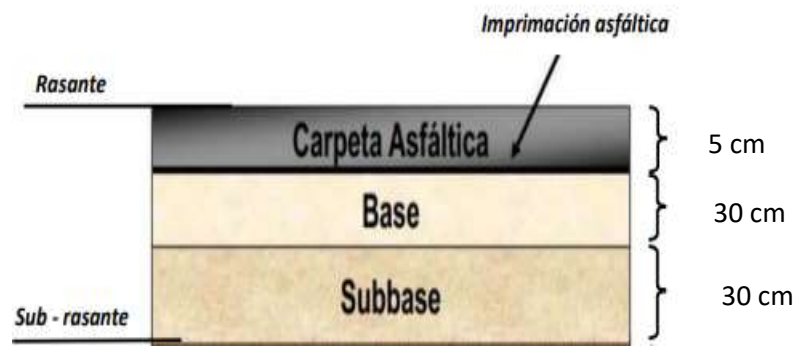 Imprimación asfáltica
Rasante
Carpeta Asfáltica
5 cm
Base
30 cm
Subbase
30 cm
Sub - rasante